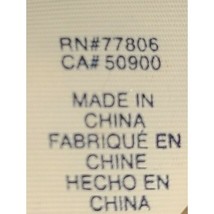 RN#77806
CA# 50900
MADE IN
CHINA
FABRIQUÉ EN
CHINE
HECHO EN
CHINA